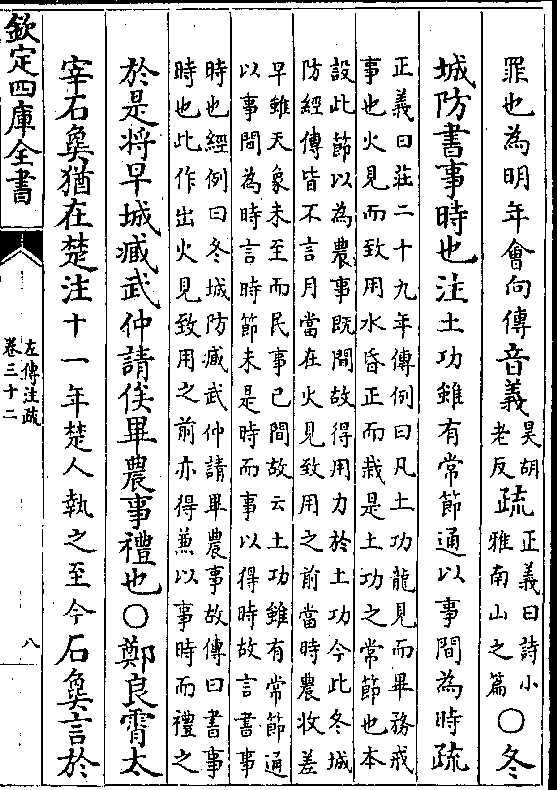 罪也為明年會向傳音義昊胡老反疏正義曰詩小雅南山之篇○冬
城防書事時也注土功雖有常節通以事間為時疏
正義曰莊二十九年傳例曰凡土功龍見而畢務戒
事也火見而致用水昏正而栽是土功之常節也本
設此節以為農事既間故得用力於土功今此冬城
防經傳皆不言月當在火見致用之前當時農收差
早雖天象未至而民事已間故云土功雖有常節通
以事間為時言時節未是時而事以得時故言書事
時也經例曰冬城防臧武仲請畢農事故傳曰書事
時也此作出火見致用之前亦得兼以事時而禮之
於是将早城臧武仲請俟畢農事禮也○鄭良霄太
宰石㚟猶在楚注十一年楚人執之至今石㚟言於
欽定四庫全書
左傳注疏
卷三十二
八